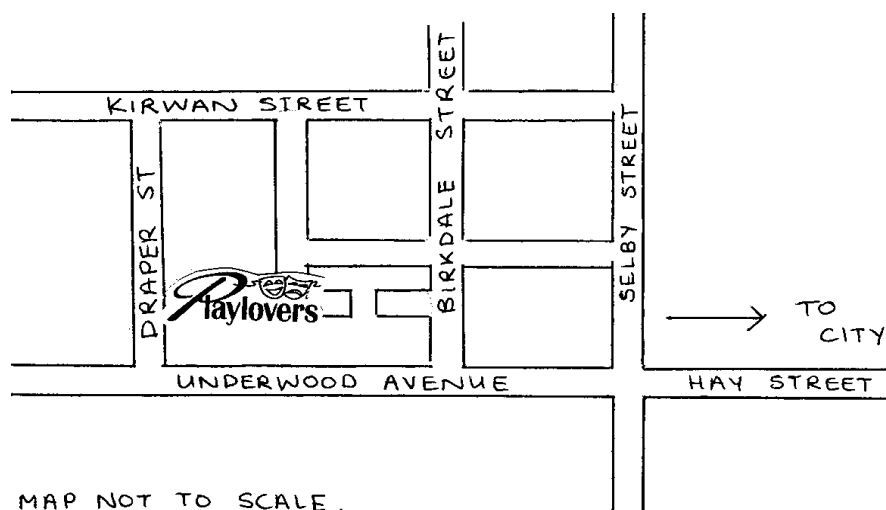 KIRWAN STREET
BIRKDALE STREET
SELBY STREET
DRAPER ST
Playlovers
TO
CITY
UNDERWOOD AVENUE
HAY STREET
MAP NOT TO SCALE.